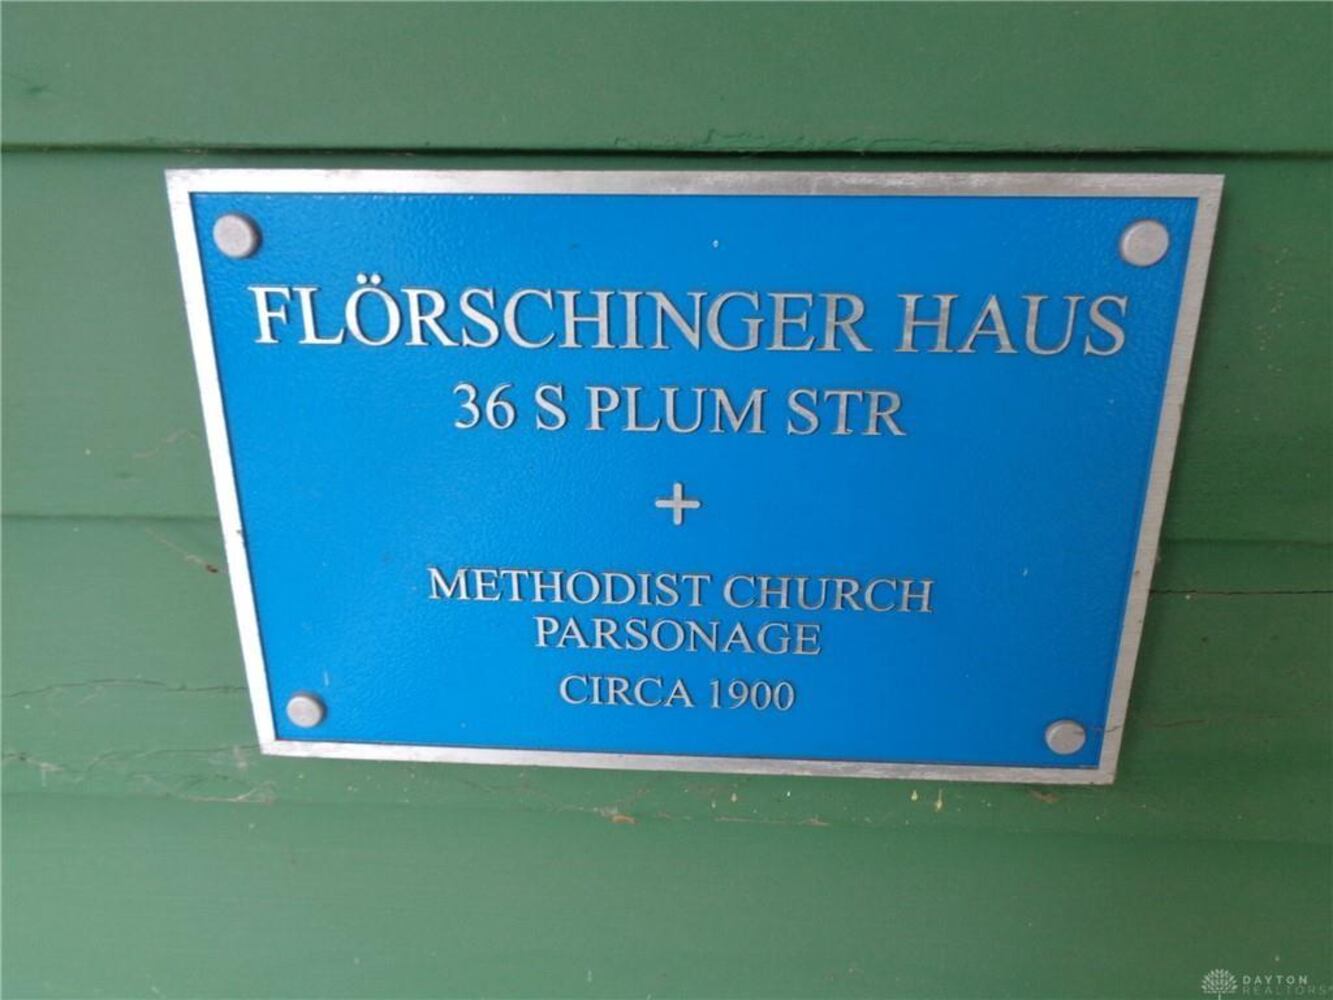 FLÖRSCHINGER HAUS
36 S PLUM STR
+
METHODIST CHURCH
PARSONAGE
CIRCA 1900
DAYTON
REALTORS®